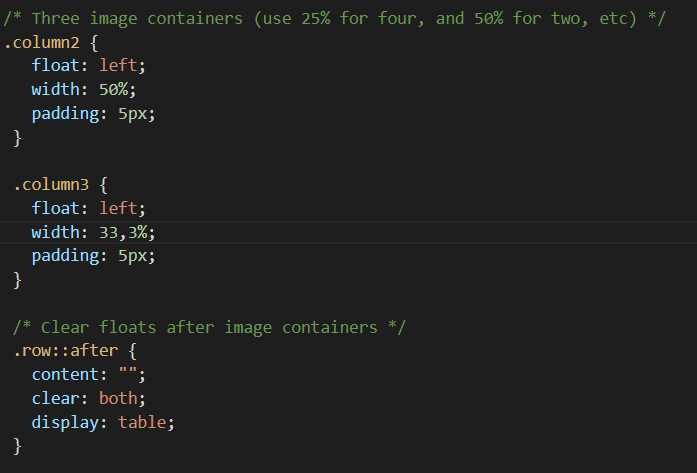 /* Three image containers (use 25% for four, and 50% for two, etc) */
.column2 {
float: left;
width: 50%;
padding: 5px;
}
.column3 {
float: left;
width: 33,3%;
padding: 5px;
}
/* Clear floats after image containers */
.row::after {
content: "";
clear: both;
display: table;
}